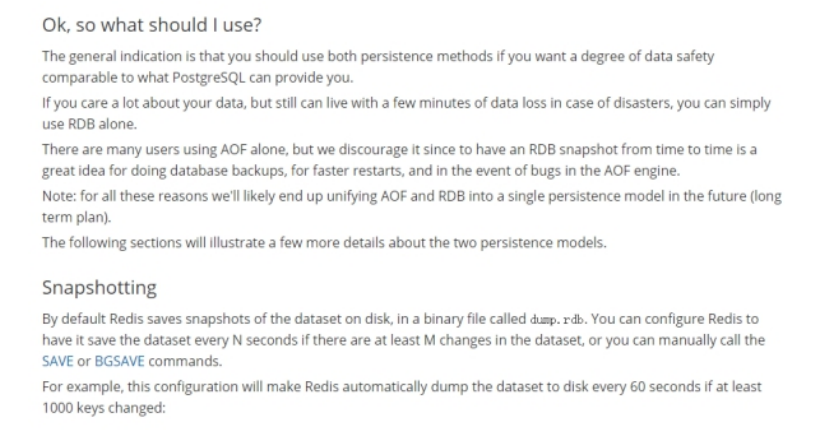 Ok, so what should I use?
The general indication is that you should use both persistence methods if you want a degree of data safety
comparable to what PostgreSQL can provide you.
If you care a lot about your data, but still can live with a few minutes of data loss in case of disasters, you can simply
use RDB alone.
There are many users using AOF alone, but we discourage it since to have an RDB snapshot from time to time is a
great idea for doing database backups, for faster restarts, and in the event of bugs in the AOF engine.
Note: for all these reasons we'll likely end up unifying AOF and RDB into a single persistence model in the future (long
term plan).
The following sections will illustrate a few more details about the two persistence models.
Snapshotting
By default Redis saves snapshots of the dataset on disk, in a binary file called dump.rdb. You can configure Redis to
have it save the dataset every N seconds if there are at least M changes in the dataset, or you can manually call the
SAVE or BGSAVE commands.
For example, this configuration will make Redis automatically dump the dataset to disk every 60 seconds if at least
1000 keys changed: